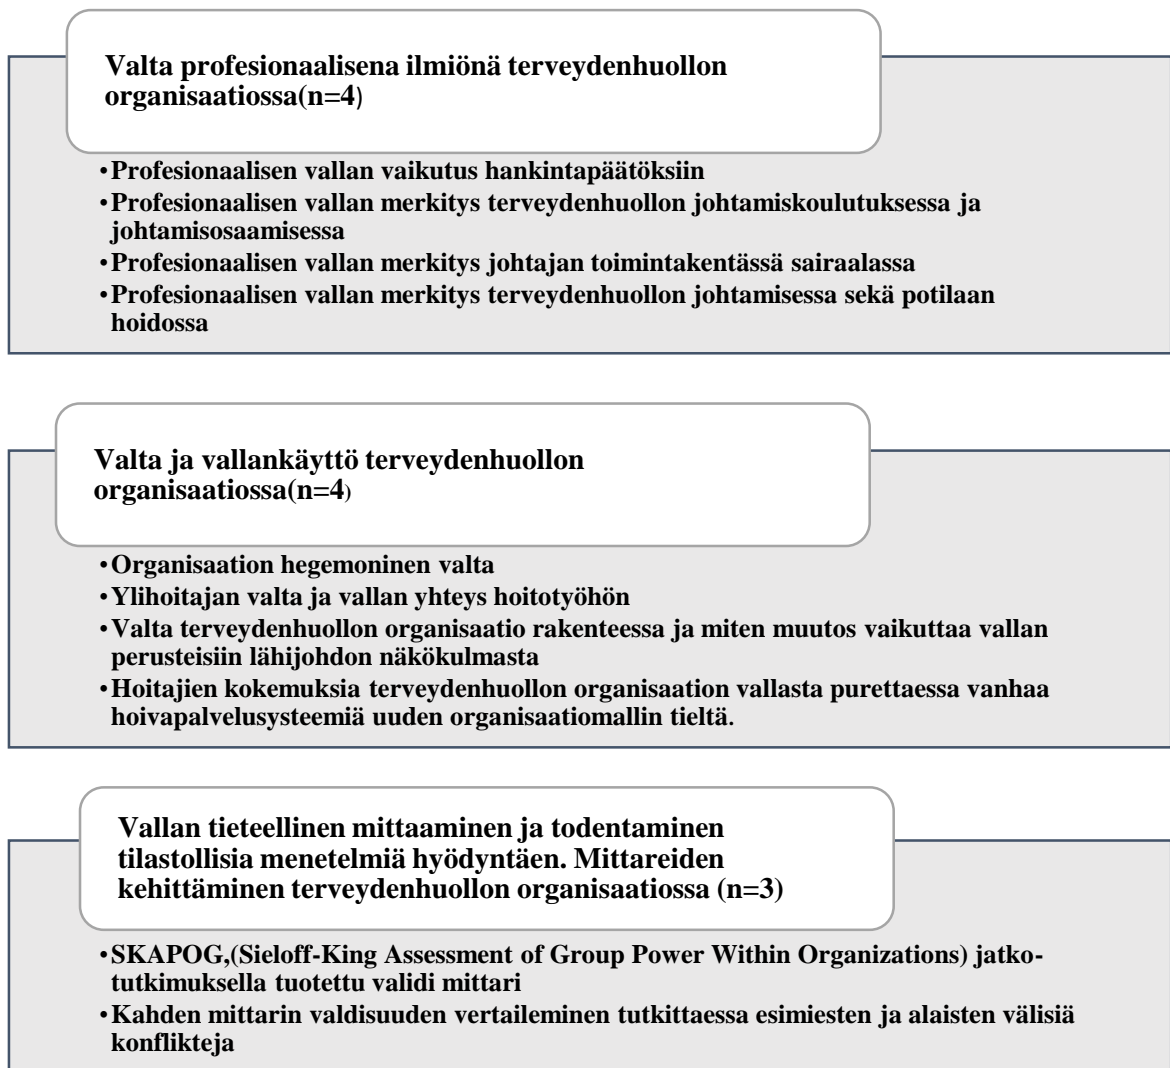 Valta profesionaalisena ilmiönä terveydenhuollon
organisaatiossa(n=4)
•Profesionaalisen vallan vaikutus hankintapäätöksiin
•Profesionaalisen vallan merkitys terveydenhuollon johtamiskoulutuksessa ja
johtamisosaamisessa
•Profesionaalisen vallan merkitys johtajan toimintakentässä sairaalassa
•Profesionaalisen vallan merkitys terveydenhuollon johtamisessa sekä potilaan
hoidossa
Valta ja vallankäyttö terveydenhuollon
organisaatiossa(n=4)
•Organisaation hegemoninen valta
•Ylihoitajan valta ja vallan yhteys hoitotyöhön
•Valta terveydenhuollon organisaatio rakenteessa ja miten muutos vaikuttaa vallan
perusteisiin lähijohdon näkökulmasta
•Hoitajien kokemuksia terveydenhuollon organisaation vallasta purettaessa vanhaa
hoivapalvelusysteemiä uuden organisaatiomallin tieltä.
Vallan tieteellinen mittaaminen ja todentaminen
tilastollisia menetelmiä hyödyntäen. Mittareiden
kehittäminen terveydenhuollon organisaatiossa (n=3)
•SKAPOG,(Sieloff-King Assessment of Group Power Within Organizations) jatko-
tutkimuksella tuotettu validi mittari
•Kahden mittarin valdisuuden vertaileminen tutkittaessa esimiesten ja alaisten välisiä
konflikteja